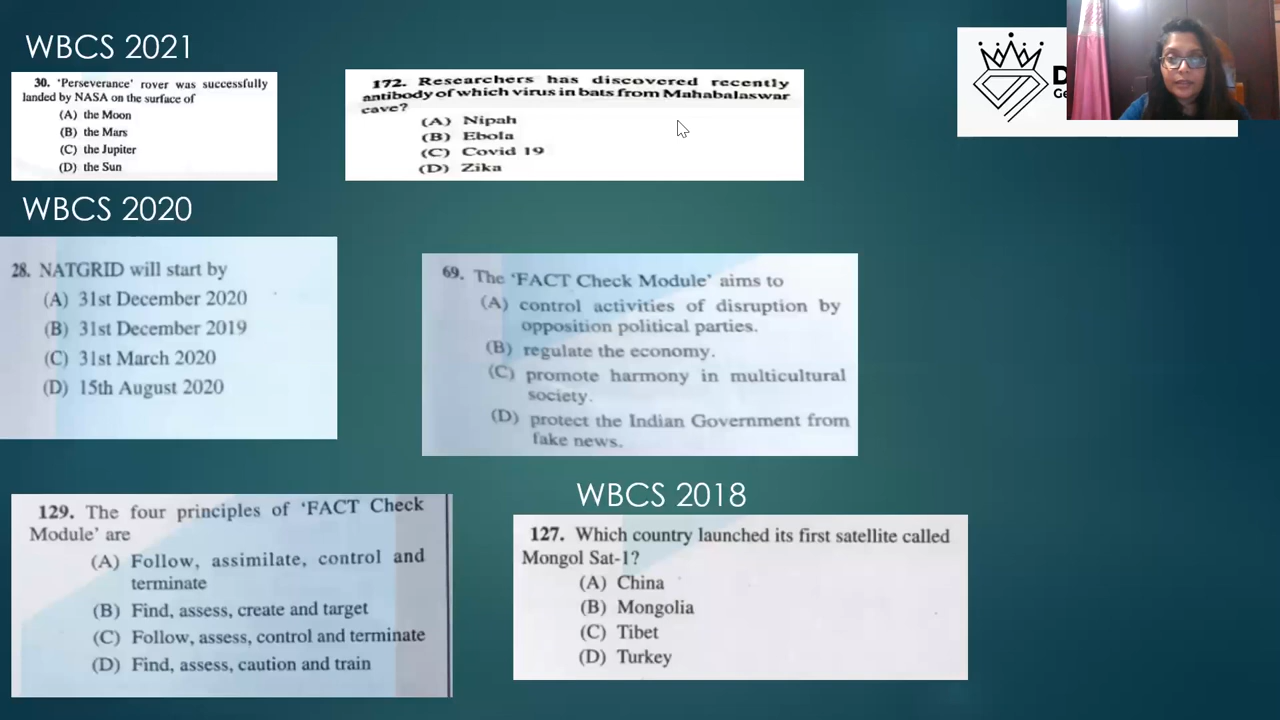 WBCS 2021
30. 'Perseverance' rover was successfully
landed by NASA on the surface of
(A) the Moon
(B) the Mars
(C) the Jupiter
(D) the Sun
172. Researchers has discovered recently
antibody of which virus in bats from Mahabalaswar
cave?
(A) Nipah
(B) Ebola
(C) Covid 19
(D) Zika
WBCS 2020
28. NATGRID will start by
(A) 31st December 2020
(B) 31st December 2019
(C) 31st March 2020
(D) 15th August 2020
69. The 'FACT Check Module' aims to
(A) control activities of disruption by
opposition political parties.
(B) regulate the economy.
(C) promote harmony in multicultural
society.
(D) protect the Indian Government from
fake news.
129. The four principles of 'FACT Check
Module' are
(A) Follow, assimilate, control and
terminate
(B) Find, assess, create and target
(C) Follow, assess, control and terminate
(D) Find, assess, caution and train
WBCS 2018
127. Which country launched its first satellite called
Mongol Sat-1?
(A) China
(B) Mongolia
(C) Tibet
(D) Turkey